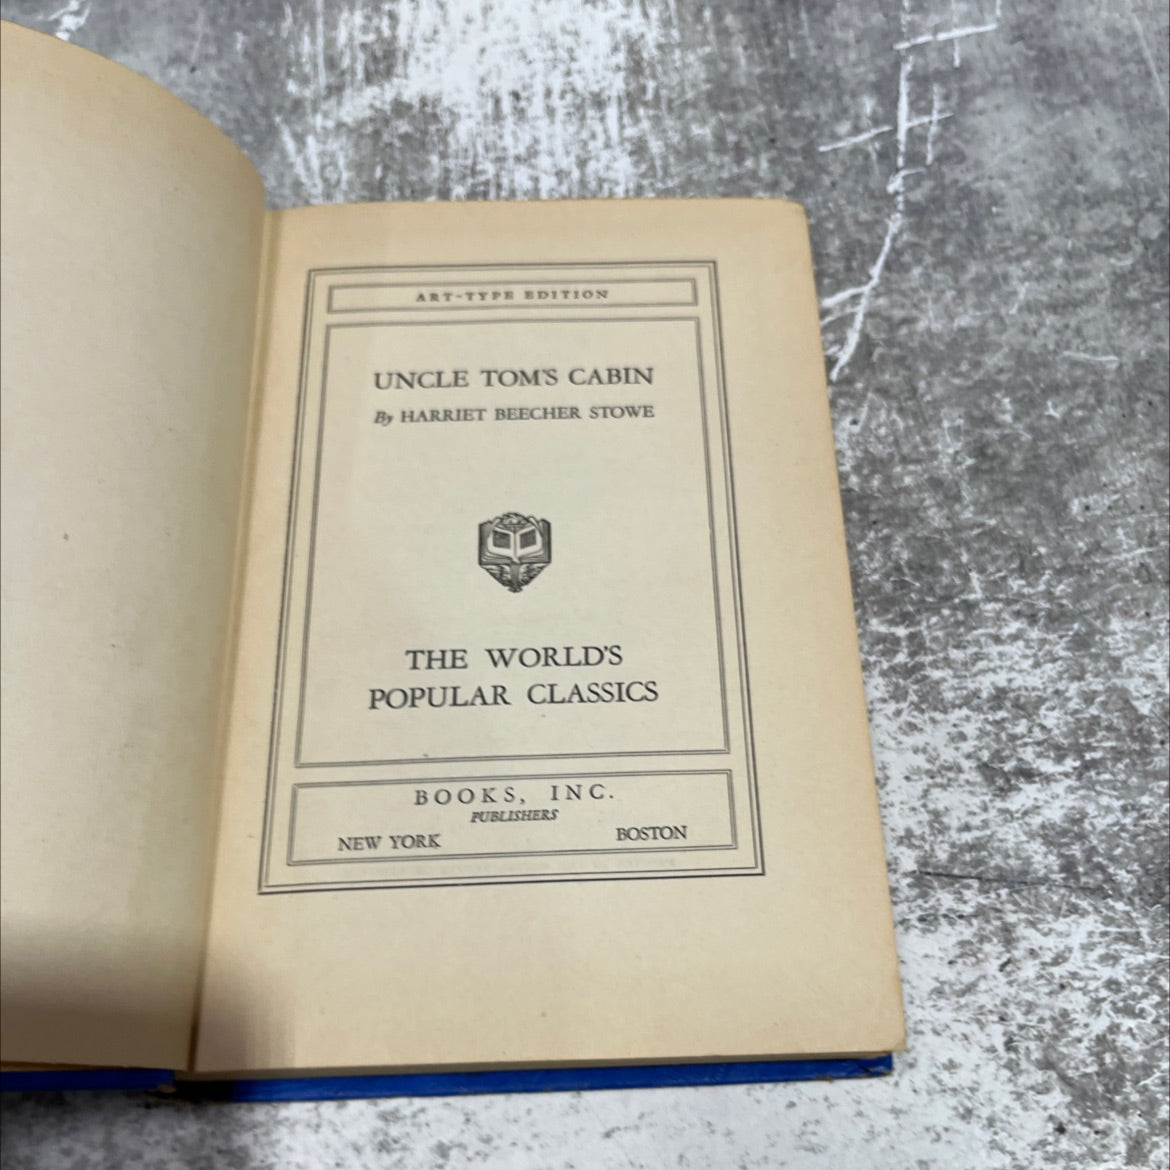 ART-TYPE EDITION
UNCLE TOM'S CABIN
By HARRIET BEECHER STOWE
THE WORLD'S
POPULAR CLASSICS
BOOKS, INC.
PUBLISHERS
NEW YORK BOSTON